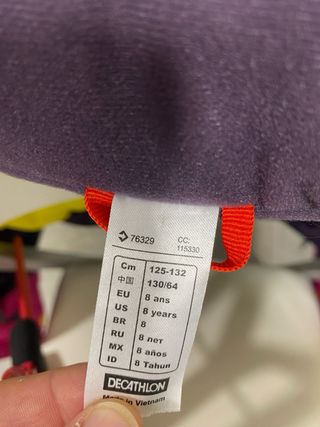 76329 CC: 115330
Cm 125-132
中国 130/64
EU 8 ans
US 8 years
BR 8
RU 8 лет
MX 8 años
ID 8 Tahun
DECATHLON
Made in Vietnam